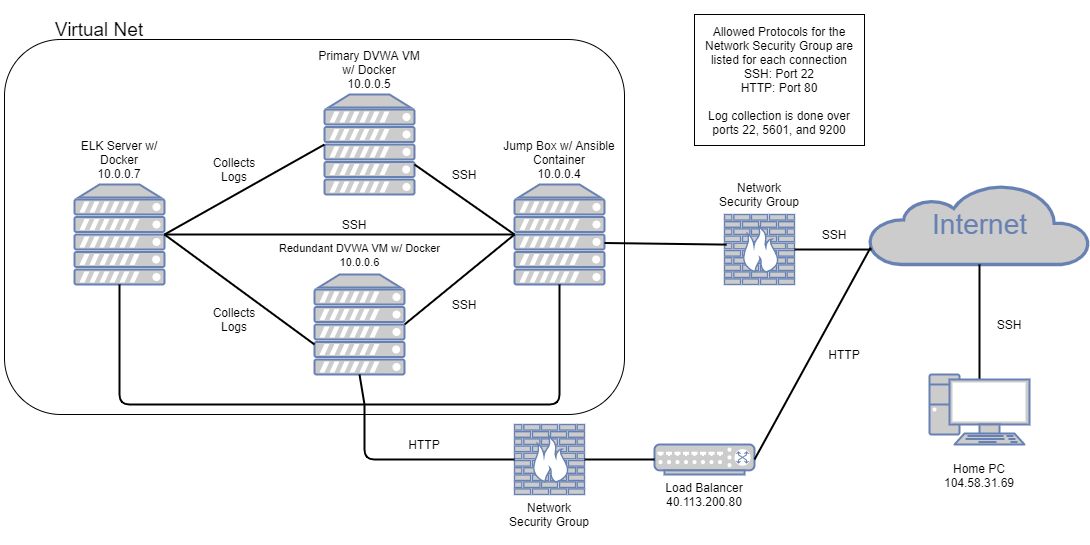 Virtual Net
Primary DVWA VM
w/ Docker
10.0.0.5
Allowed Protocols for the
Network Security Group are
listed for each connection
SSH: Port 22
HTTP: Port 80
Log collection is done over
ports 22, 5601, and 9200
ELK Server w/
Docker
10.0.0.7
Collects
Logs
SSH
Jump Box w/ Ansible
Container
10.0.0.4
Network
Security Group
SSH
Internet
SSH
Redundant DVWA VM w/ Docker
10.0.0.6
Collects
Logs
SSH
SSH
HTTP
HTTP
Network
Security Group
Load Balancer
40.113.200.80
Home PC
104.58.31.69